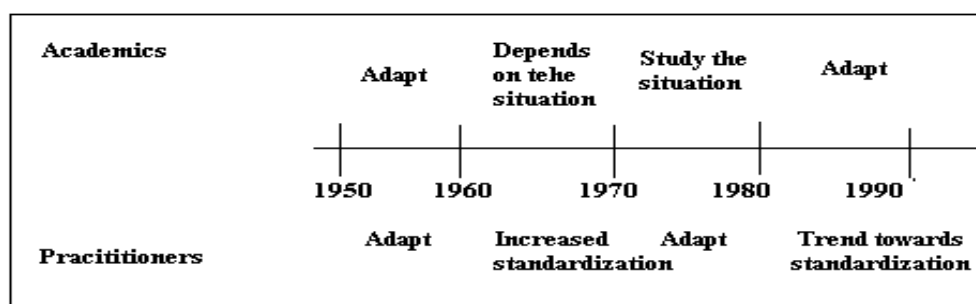 Academics
Adapt
Depends
on tehe
situation
Study the
situation
Adapt
1950 1960 1970 1980 1990
Adapt
Increased
standardization
Adapt
Trend towards
standardization
Pracititioners